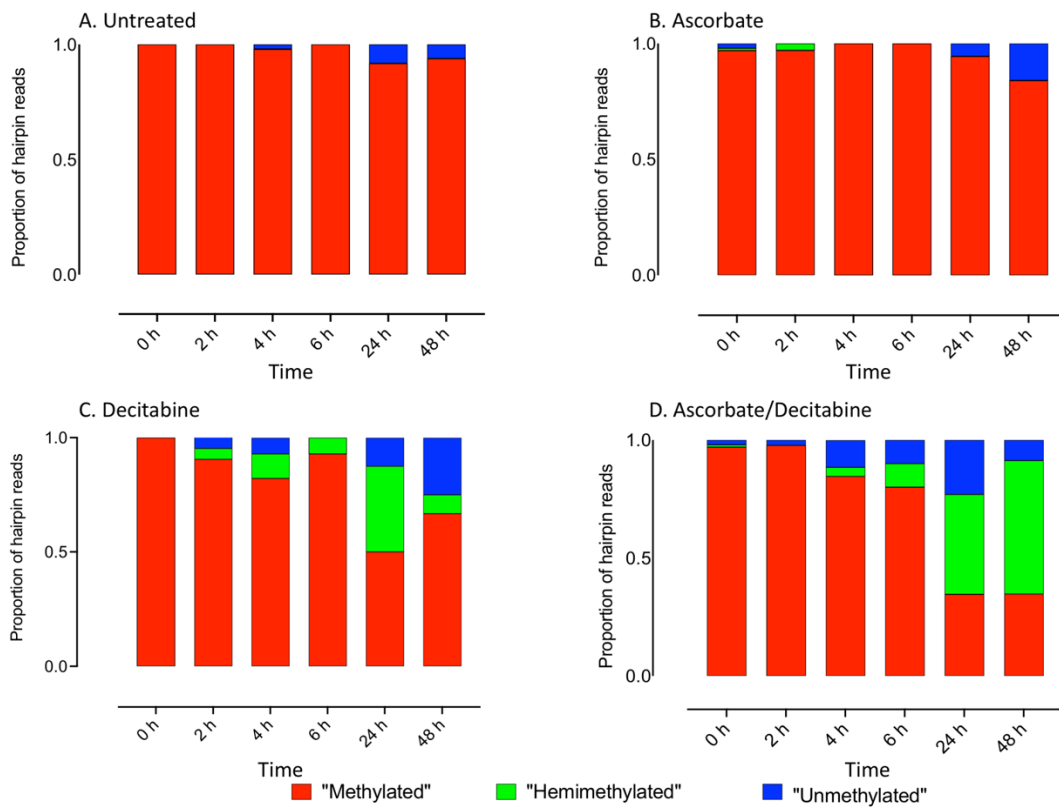 A. Untreated
Proportion of hairpin reads
1.0
0.5
0.0
0 h 2 h 4 h 6 h 24 h 48 h
Time
B. Ascorbate
Proportion of hairpin reads
1.0
0.5
0.0
0 h 2 h 4 h 6 h 24 h 48 h
Time
C. Decitabine
Proportion of hairpin reads
1.0
0.5
0.0
0 h 2 h 4 h 6 h 24 h 48 h
Time
D. Ascorbate/Decitabine
Proportion of hairpin reads
1.0
0.5
0.0
0 h 2 h 4 h 6 h 24 h 48 h
Time
"Methylated" "Hemimethylated" "Unmethylated"